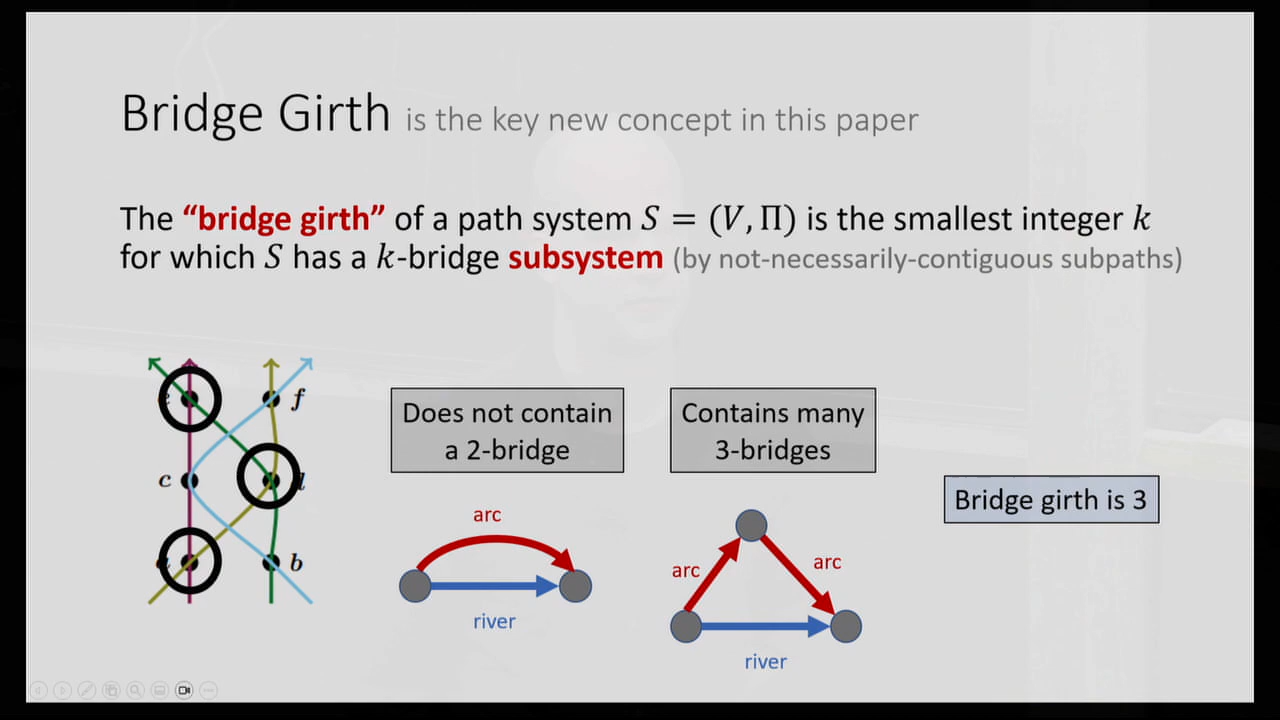 Bridge Girth is the key new concept in this paper
The “bridge girth” of a path system S = (V, Π) is the smallest integer k
for which S has a k-bridge subsystem (by not-necessarily-contiguous subpaths)
f
c
b
Does not contain
a 2-bridge
arc
river
Contains many
3-bridges
arc
arc
river
Bridge girth is 3